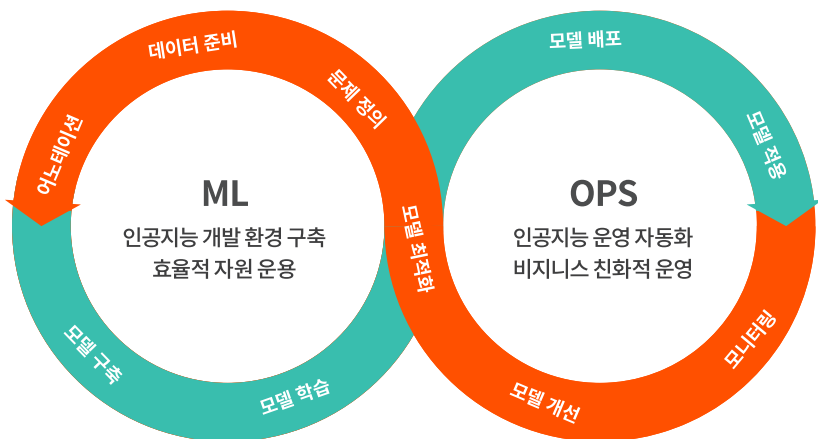 데이터 준비
문제 정의
어노테이션
모델 구축
모델 학습
모델 최적화
ML
인공지능 개발 환경 구축
효율적 자원 운용
모델 배포
모델 적용
모니터링
모델 개선
OPS
인공지능 운영 자동화
비지니스 친화적 운영